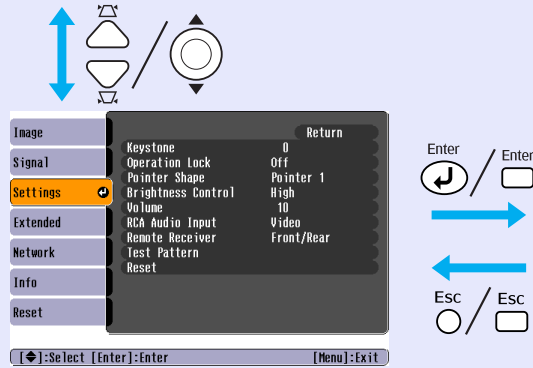 Image
Signal
Settings
Extended
Network
Info
Reset
Return
Keystone 0
Operation Lock Off
Pointer Shape Pointer 1
Brightness Control High
Volume 10
RCA Audio Input Video
Remote Receiver Front/Rear
Test Pattern
Reset
[◆]:Select [Enter]:Enter [Menu]:Exit
Enter / Enter
Esc / Esc